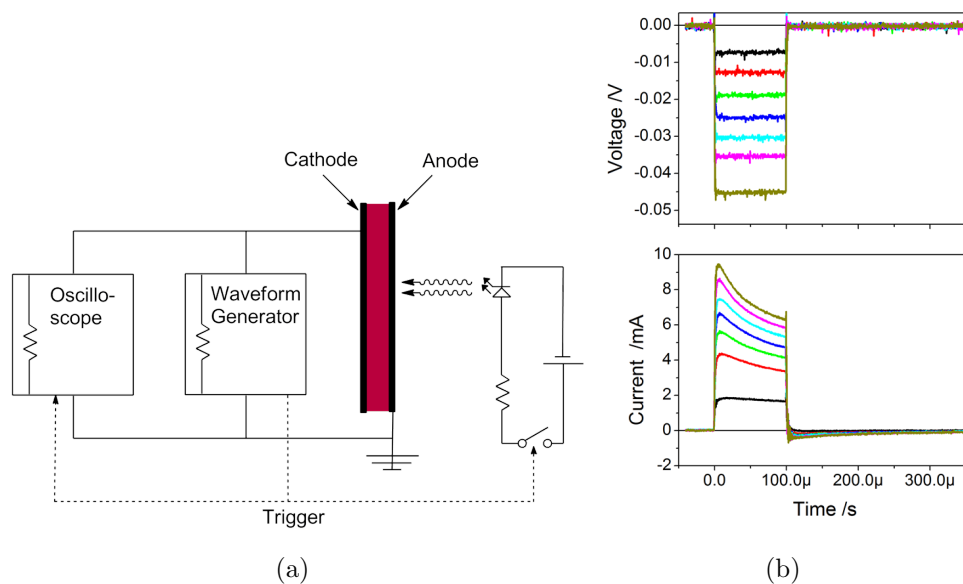 Cathode
Anode
Oscillo-
scope
Waveform
Generator
Trigger
(a)
0.00
-0.01
-0.02
-0.03
-0.04
-0.05
Voltage /V
10
8
6
4
2
0
-2
Current /mA
0.0
100.0µ
200.0µ
300.0µ
Time /s
(b)